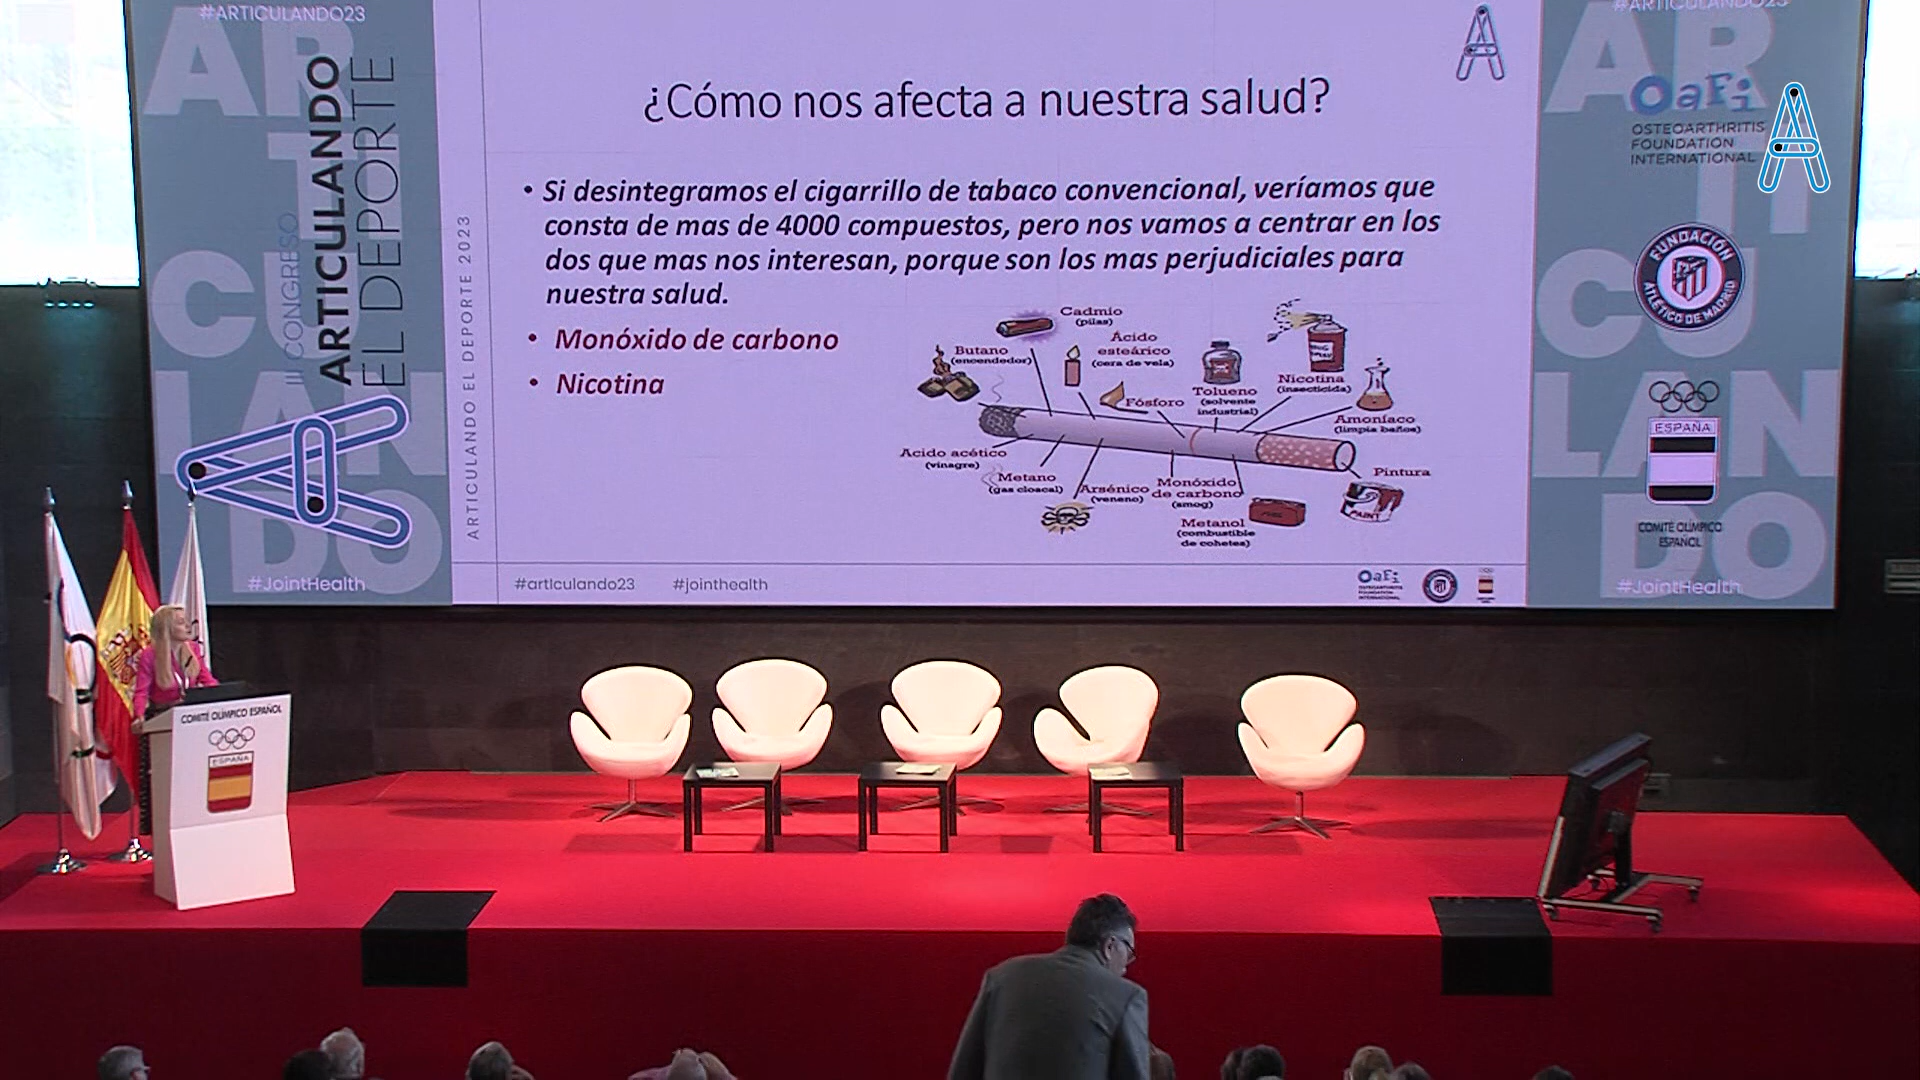 #ARTICULANDO23
III CONGRESO
ARTICULANDO
EL DEPORTE
#JointHealth
ARTICULANDO EL DEPORTE 2023
¿Cómo nos afecta a nuestra salud?
• Si desintegramos el cigarrillo de tabaco convencional, veríamos que
consta de mas de 4000 compuestos, pero nos vamos a centrar en los
dos que mas nos interesan, porque son los mas perjudiciales para
nuestra salud.
• Monóxido de carbono
• Nicotina
Cadmio
(pilas)
Butano
(encendedor)
Ácido
esteárico
(cera de vela)
Fósforo
Tolueno
(solvente
industrial)
Nicotina
(insecticida)
Amoníaco
(limpia baños)
Acido acético
(vinagre)
Metano
(gas cloacal)
Arsénico
(veneno)
Monóxido
de carbono
(smog)
Metanol
(combustible
de cohetes)
Pintura
PAINT
#articulando23 #jointhealth
OaFi
#ARTICULANDO23
ARTICULANDO
OaFi
OSTEOARTHRITIS
FOUNDATION
INTERNATIONAL
FUNDACIÓN
ATLÉTICO DE MADRID
ESPAÑA
COMITÉ OLÍMPICO
ESPAÑOL
#JointHealth
COMITÉ OLÍMPICO ESPAÑOL
ESPAÑA